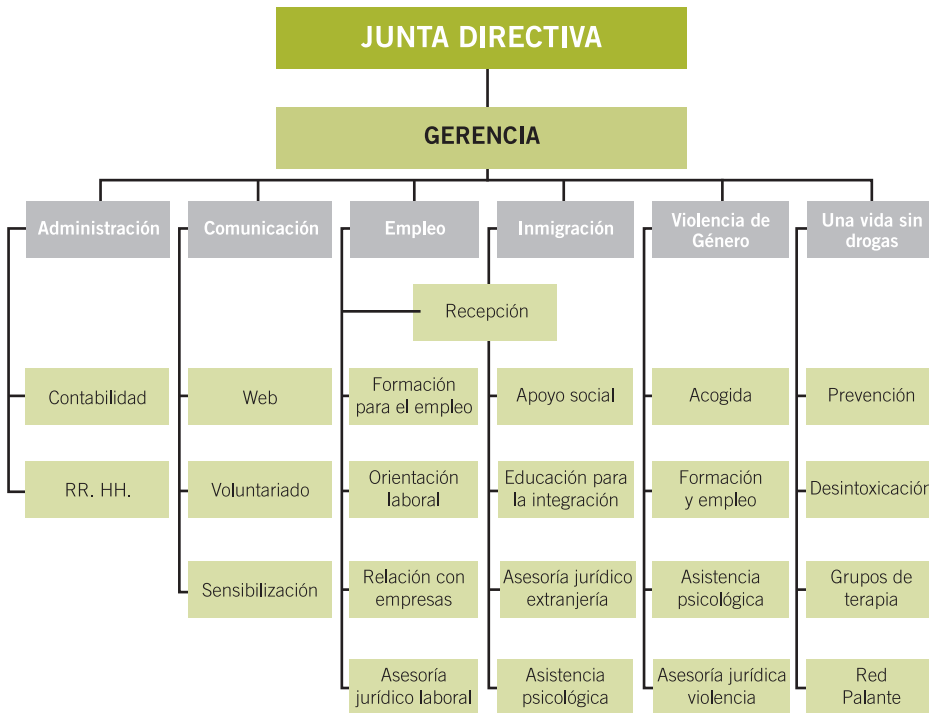 JUNTA DIRECTIVA
GERENCIA
Administración
Comunicación
Empleo
Inmigración
Violencia de
Género
Una vida sin
drogas
Recepción
Contabilidad
Web
Formación
para el empleo
Apoyo social
Acogida
Prevención
RR. HH.
Voluntariado
Orientación
laboral
Educación para
la integración
Formación
y empleo
Desintoxicación
Sensibilización
Relación con
empresas
Asesoría jurídico
extranjería
Asistencia
psicológica
Grupos de
terapia
Asesoría
jurídico laboral
Asistencia
psicológica
Asesoría jurídica
violencia
Red
Palante